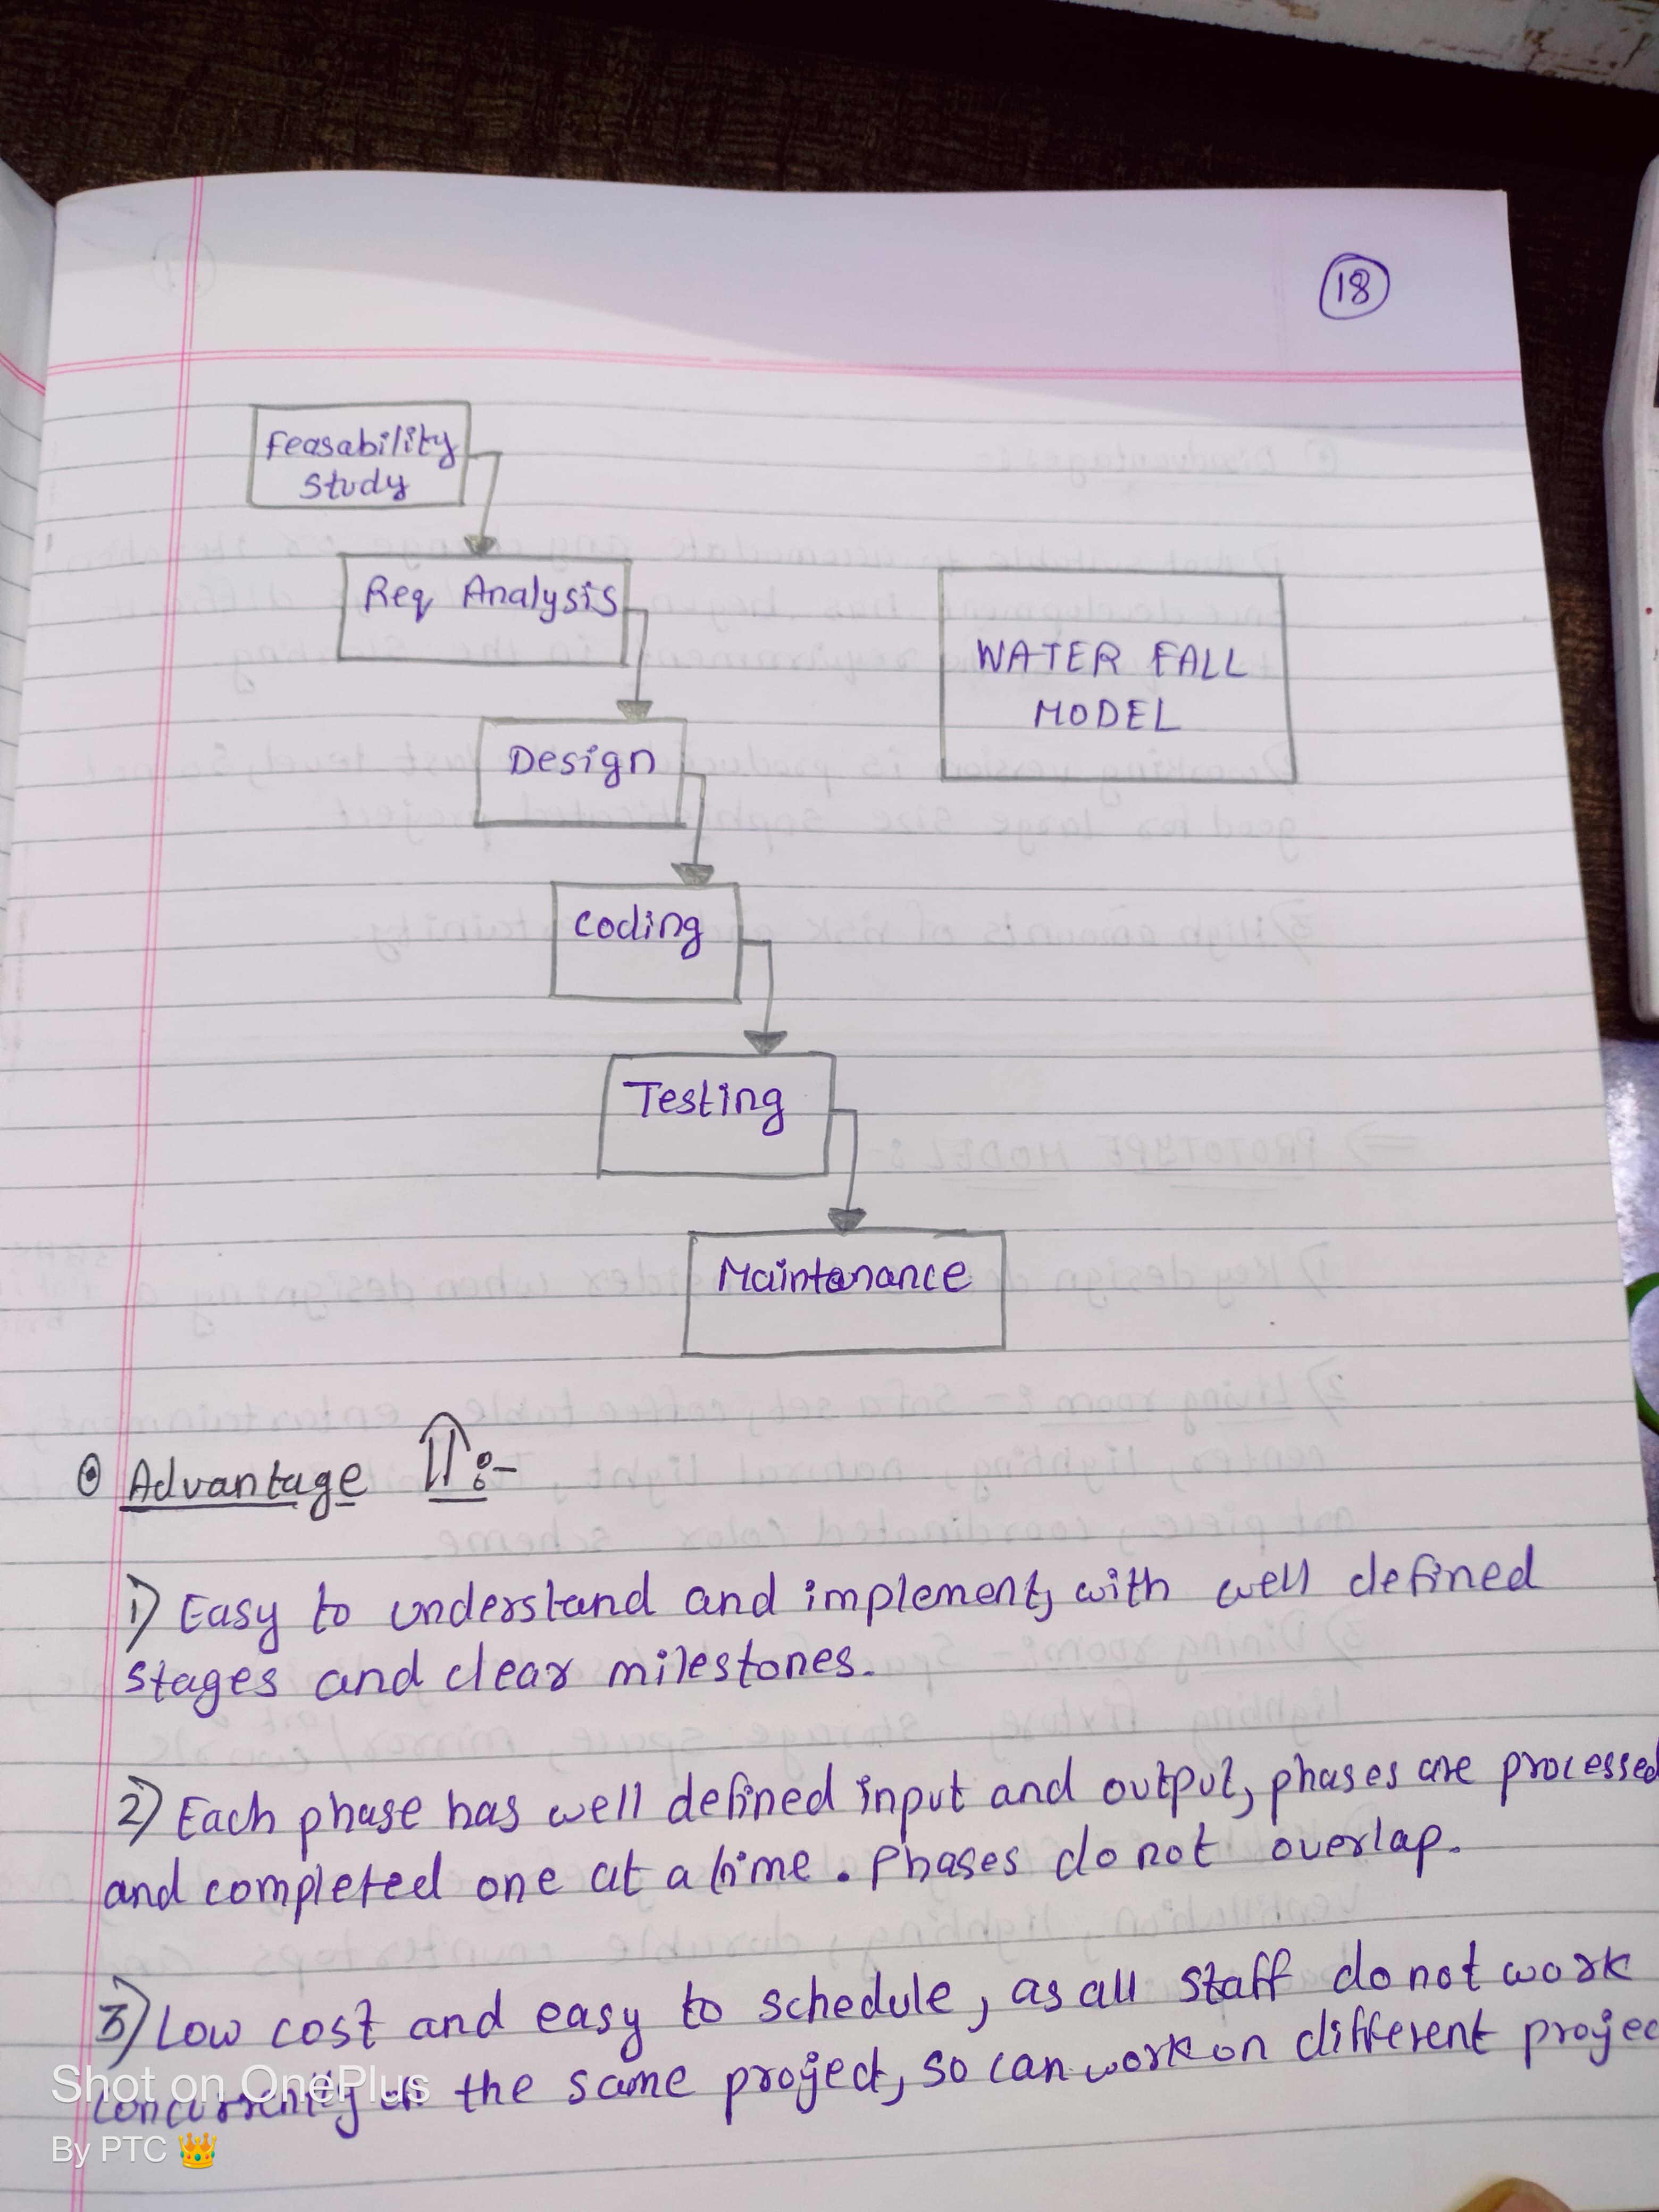 18
Feasability
Study
Req Analysis
WATER FALL
MODEL
Design
Coding
Testing
Maintenance
Advantage :-
1) Easy to understand and implement, with well defined
stages and clear milestones.
2) Each phase has well defined input and output, phases are processed
and completed one at a time. Phases do not overlap.
3) Low cost and easy to schedule, as all staff do not work
concurrently on the same project, so can work on different projec
Shot on OnePlus
By PTC 👑